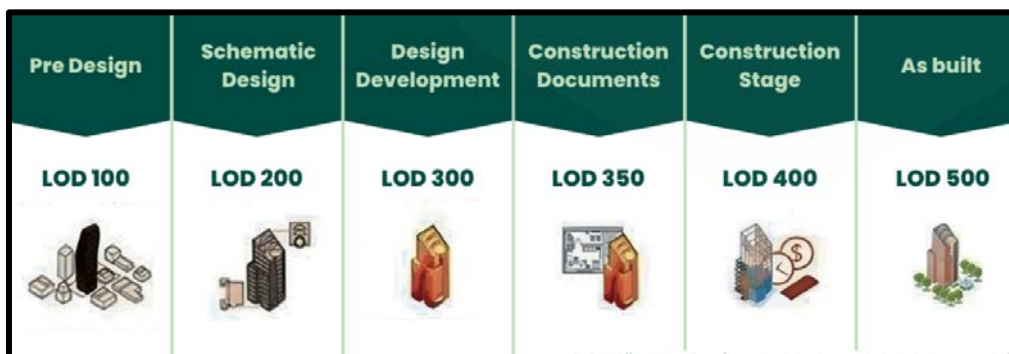 Pre Design
Schematic
Design
Design
Development
Construction
Documents
Construction
Stage
As built
LOD 100
LOD 200
LOD 300
LOD 350
LOD 400
LOD 500
$